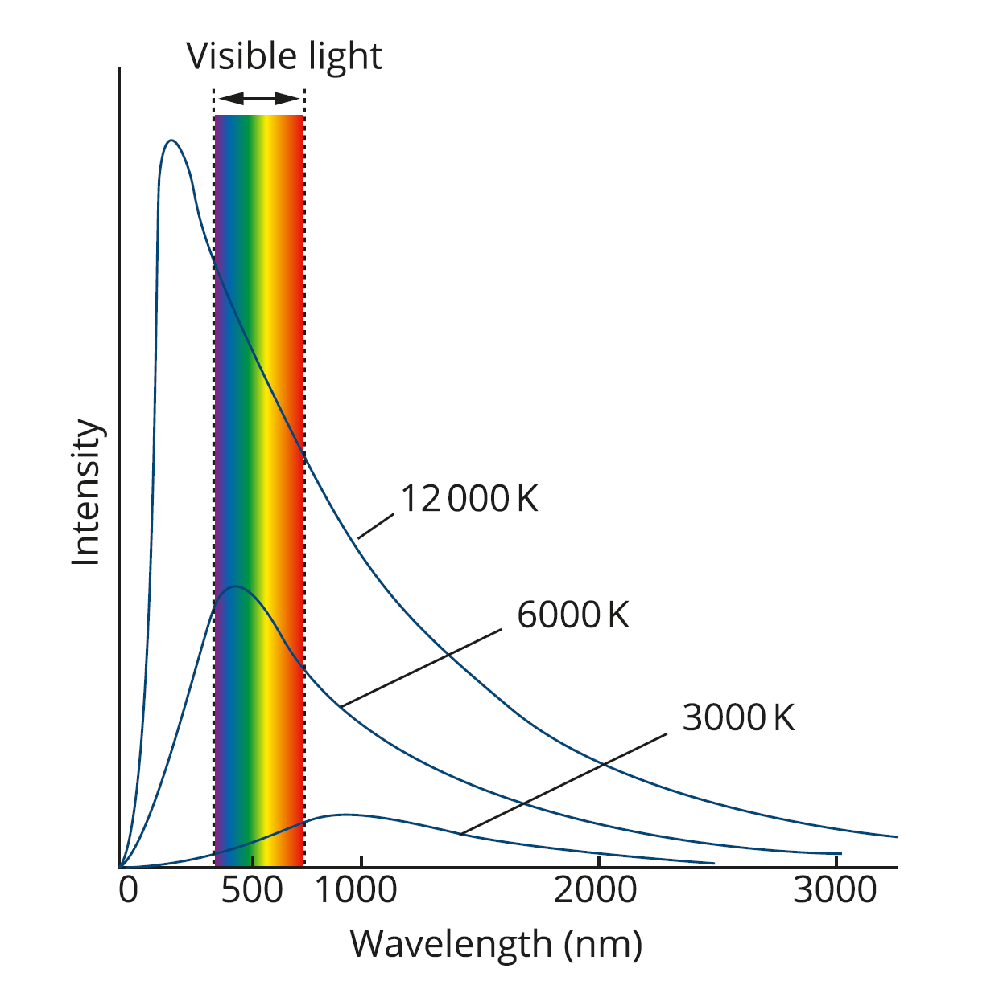 Visible light
Intensity
12 000 K
6000 K
3000 K
0 500 1000 2000 3000
Wavelength (nm)